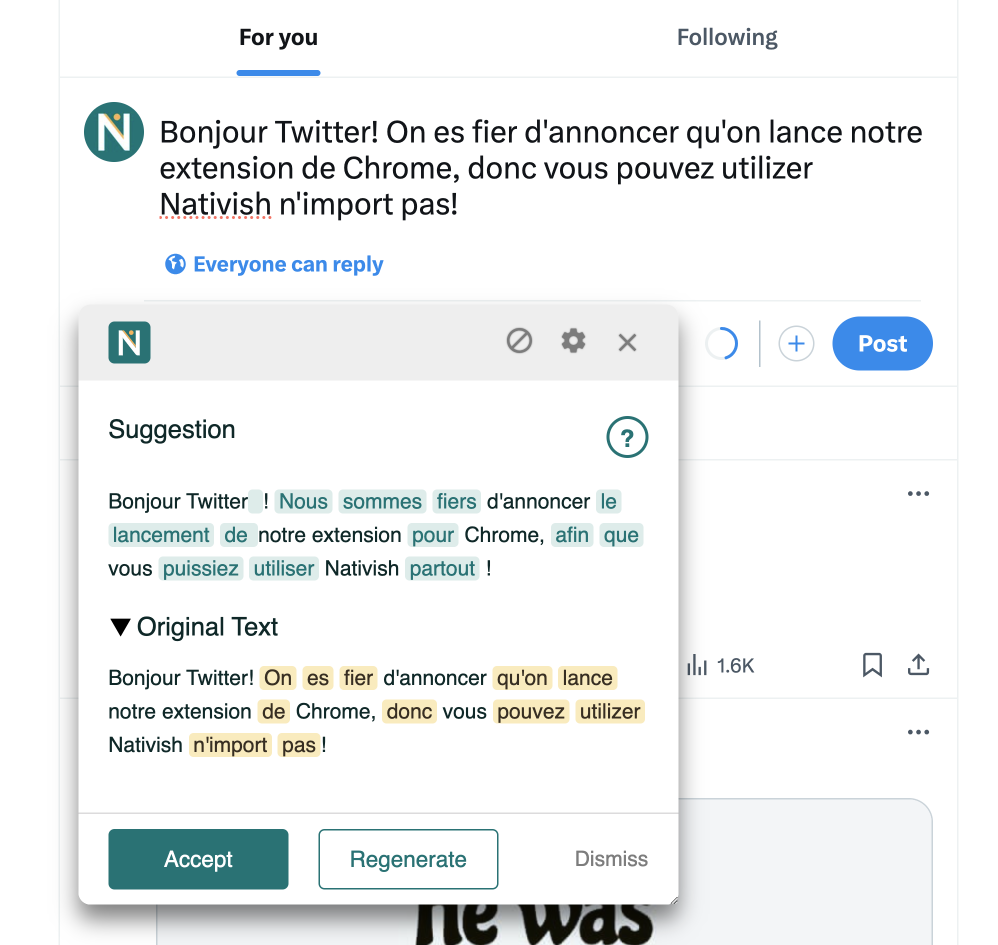 For you
Following
N
Bonjour Twitter! On es fier d'annoncer qu'on lance notre
extension de Chrome, donc vous pouvez utilizer
Nativish n'import pas!
Everyone can reply
Post
N
Suggestion
?
Bonjour Twitter ! Nous sommes fiers d'annoncer le
lancement de notre extension pour Chrome, afin que
vous puissiez utiliser Nativish partout !
▼ Original Text
Bonjour Twitter! On es fier d'annoncer qu'on lance
notre extension de Chrome, donc vous pouvez utilizer
Nativish n'import pas!
1.6K
Accept
Regenerate
Dismiss
he was